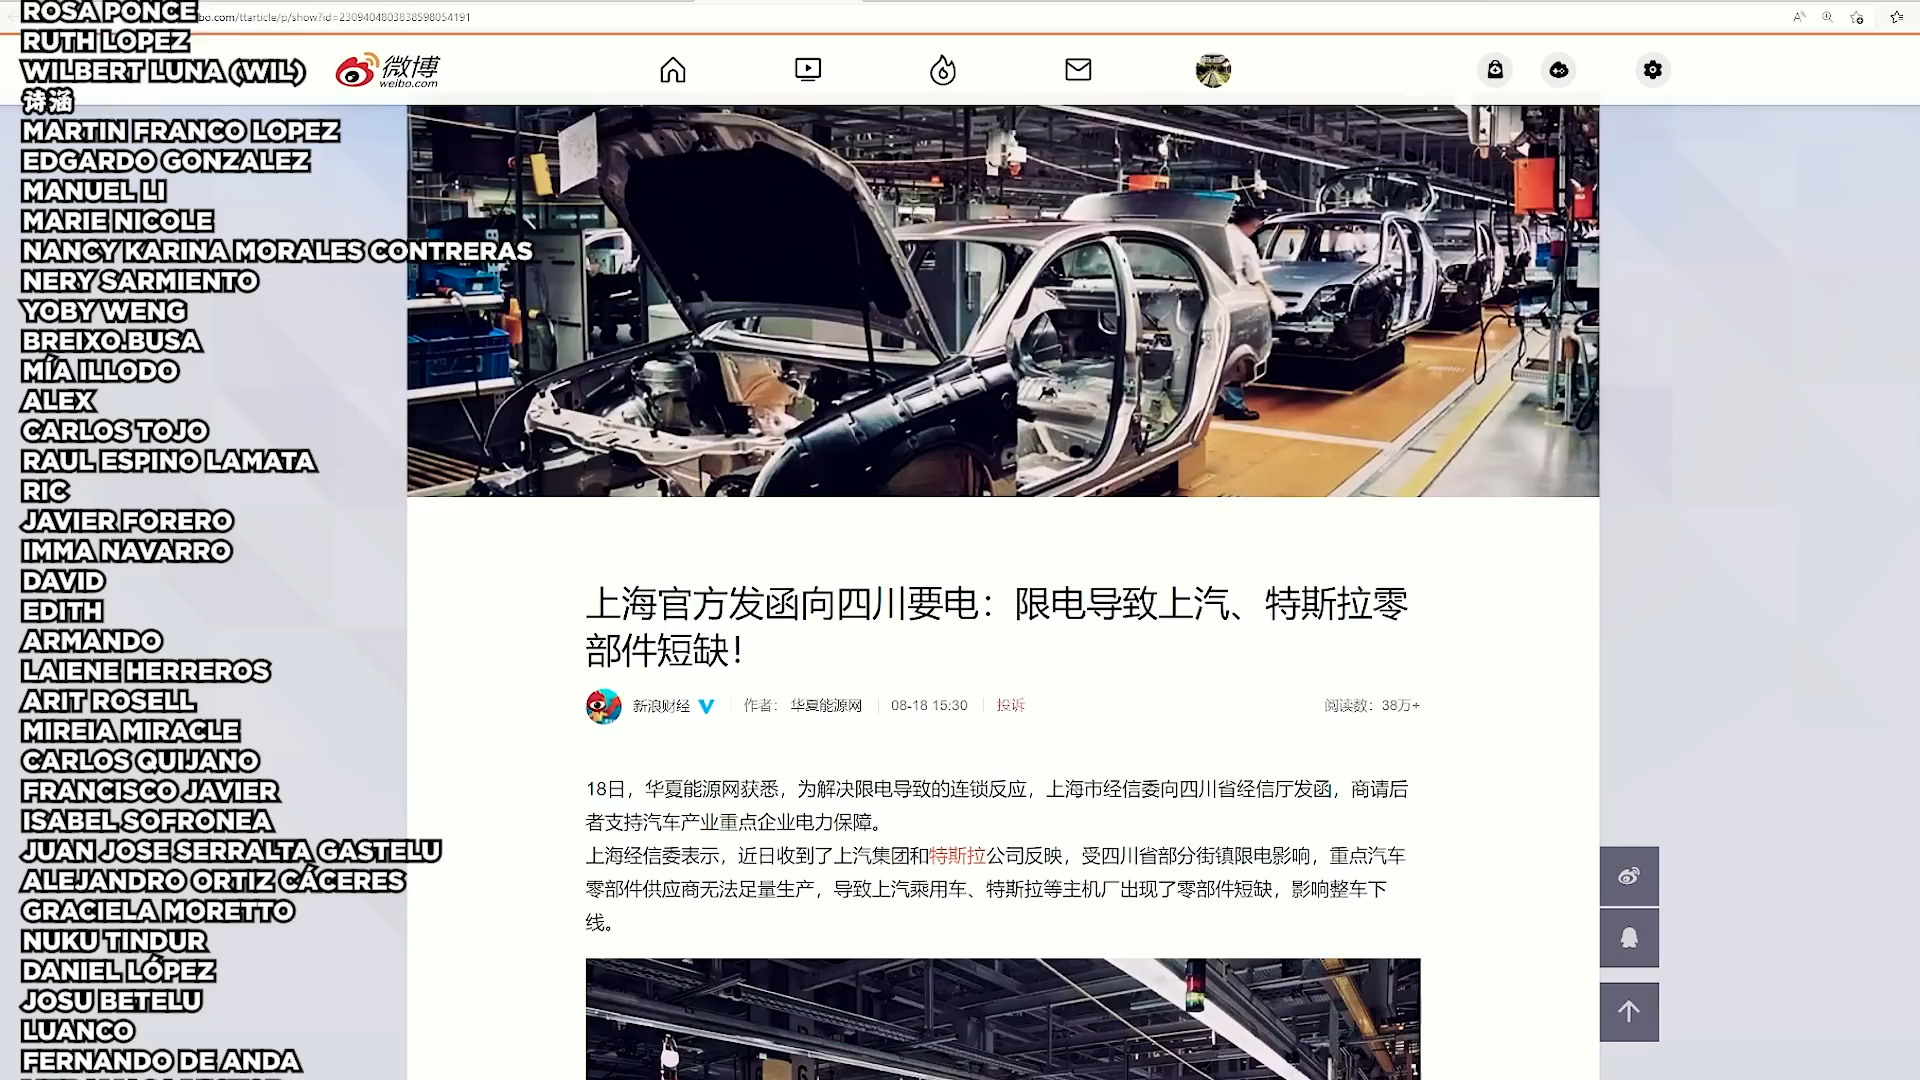 bo.com/ttarticle/p/show?id=2309404803838598054191
微博
weibo.com
ROSA PONCE
RUTH LOPEZ
WILBERT LUNA (WIL)
诗涵
MARTIN FRANCO LOPEZ
EDGARDO GONZALEZ
MANUEL LI
MARIE NICOLE
NANCY KARINA MORALES CONTRERAS
NERY SARMIENTO
YOBY WENG
BREIXO.BUSA
MÍA ILLODO
ALEX
CARLOS TOJO
RAUL ESPINO LAMATA
RIC
JAVIER FORERO
IMMA NAVARRO
DAVID
EDITH
ARMANDO
LAIENE HERREROS
ARIT ROSELL
MIREIA MIRACLE
CARLOS QUIJANO
FRANCISCO JAVIER
ISABEL SOFRONEA
JUAN JOSE SERRALTA GASTELU
ALEJANDRO ORTIZ CÁCERES
GRACIELA MORETTO
NUKU TINDUR
DANIEL LÓPEZ
JOSU BETELU
LUANCO
FERNANDO DE ANDA
上海官方发函向四川要电：限电导致上汽、特斯拉零
部件短缺！
新浪财经 作者： 华夏能源网 08-18 15:30 投诉 阅读数：38万+
18日，华夏能源网获悉，为解决限电导致的连锁反应，上海市经信委向四川省经信厅发函，商请后
者支持汽车产业重点企业电力保障。
上海经信委表示，近日收到了上汽集团和特斯拉公司反映，受四川省部分街镇限电影响，重点汽车
零部件供应商无法足量生产，导致上汽乘用车、特斯拉等主机厂出现了零部件短缺，影响整车下
线。